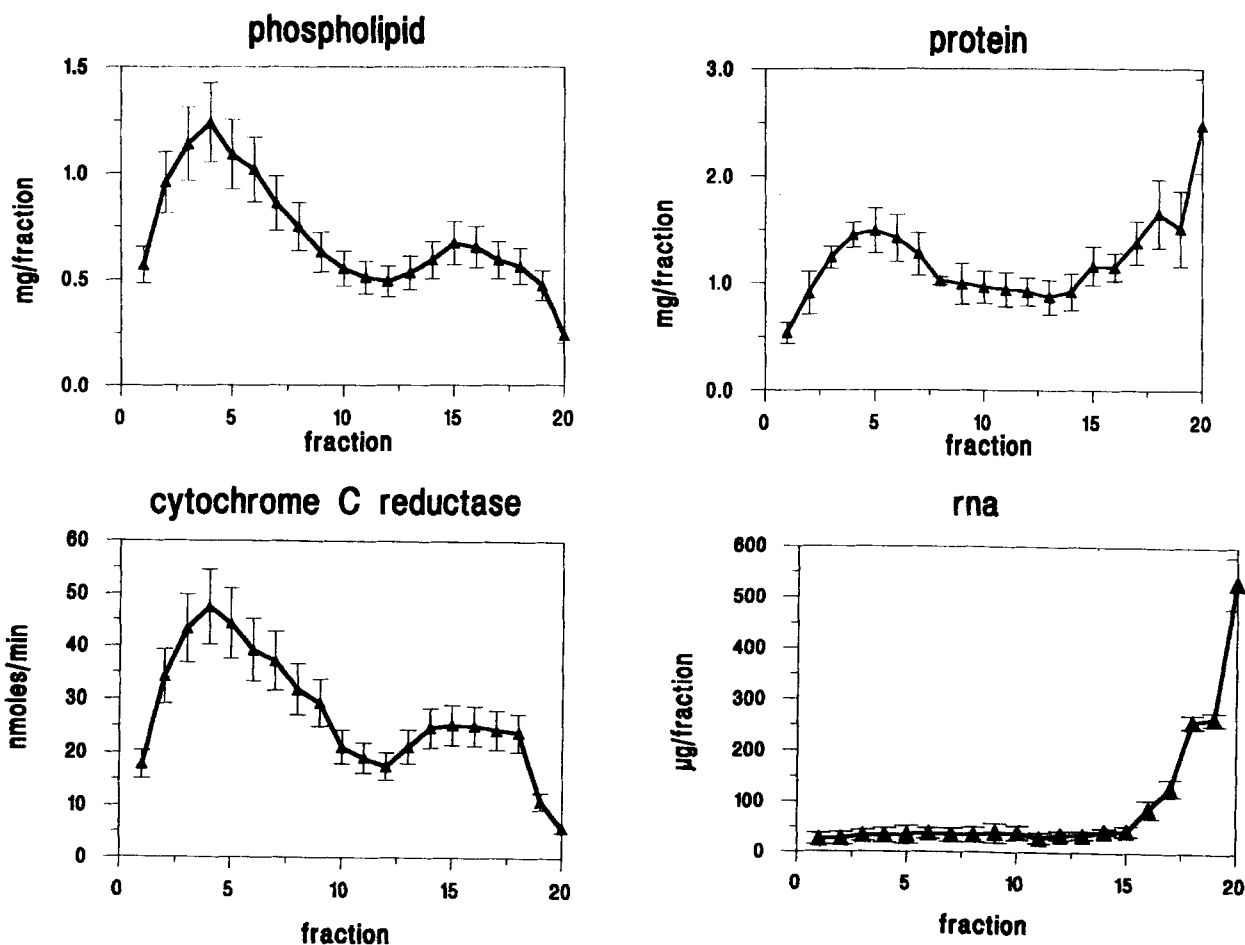 phospholipid
1.5
1.0
0.5
0.0
mg/fraction
0 5 10 15 20
fraction
protein
3.0
2.0
1.0
0.0
mg/fraction
0 5 10 15 20
fraction
cytochrome C reductase
60
50
40
30
20
10
0
nmoles/min
0 5 10 15 20
fraction
rna
600
500
400
300
200
100
0
µg/fraction
0 5 10 15 20
fraction